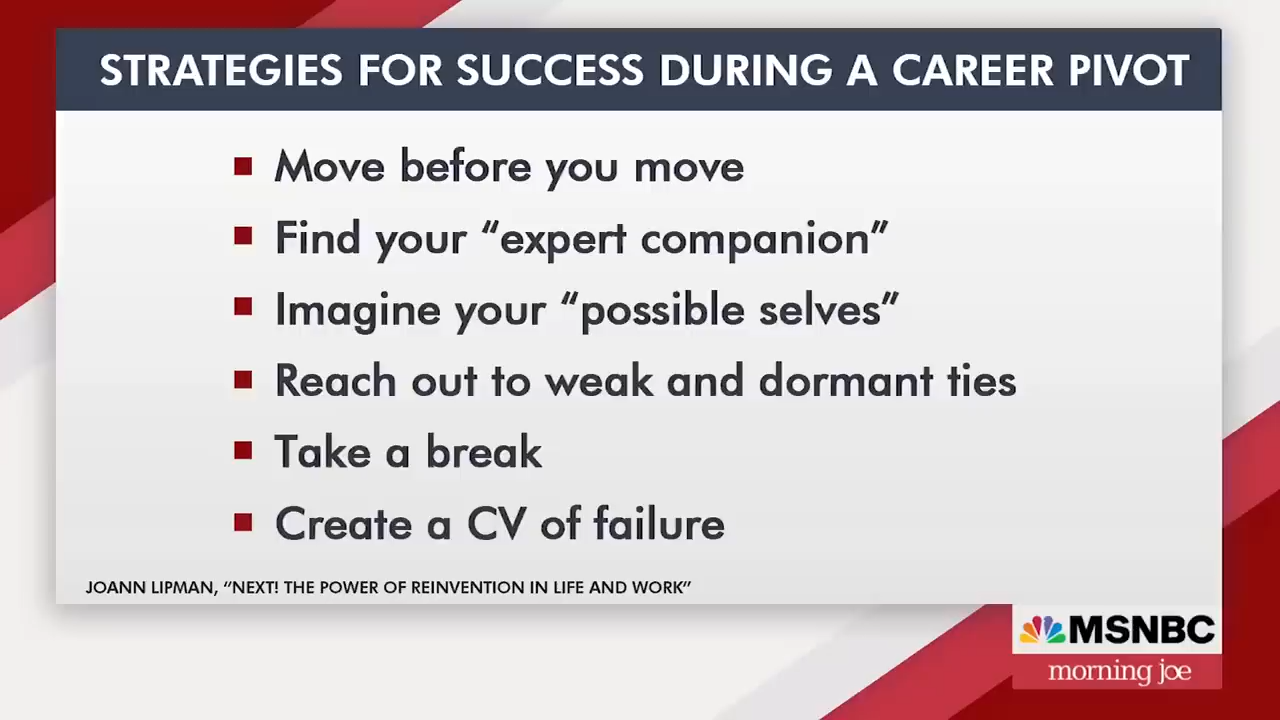 STRATEGIES FOR SUCCESS DURING A CAREER PIVOT
Move before you move
Find your “expert companion”
Imagine your “possible selves”
Reach out to weak and dormant ties
Take a break
Create a CV of failure
JOANN LIPMAN, “NEXT! THE POWER OF REINVENTION IN LIFE AND WORK”
MSNBC
morning joe